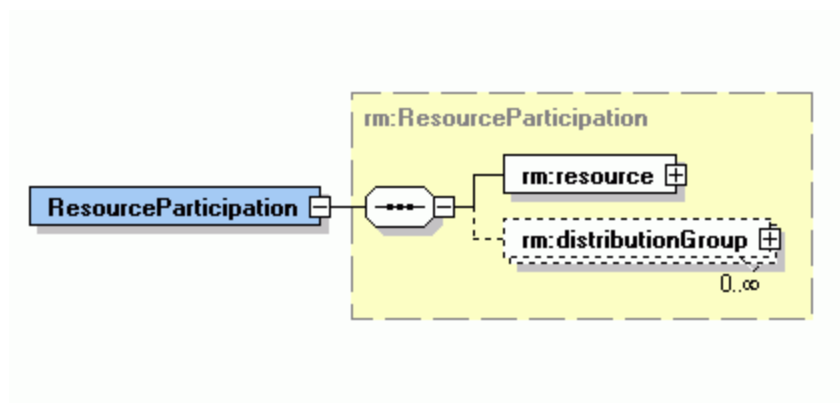 rm:ResourceParticipation
rm:resource
ResourceParticipation
rm:distributionGroup
0..∞